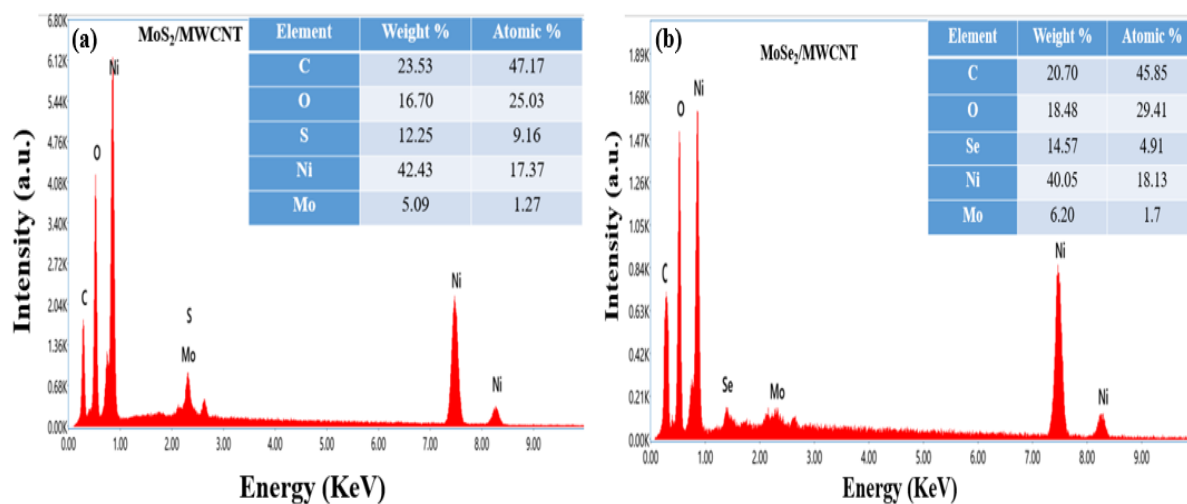 (a)
MoS2/MWCNT
Element Weight % Atomic %
C 23.53 47.17
O 16.70 25.03
S 12.25 9.16
Ni 42.43 17.37
Mo 5.09 1.27
Intensity (a.u.)
6.80K
6.12K
5.44K
4.76K
4.08K
3.40K
2.72K
2.04K
1.36K
0.68K
0.00K
C
O
Ni
S
Mo
Ni
Ni
0.00 1.00 2.00 3.00 4.00 5.00 6.00 7.00 8.00 9.00
Energy (KeV)
(b)
MoSe2/MWCNT
Element Weight % Atomic %
C 20.70 45.85
O 18.48 29.41
Se 14.57 4.91
Ni 40.05 18.13
Mo 6.20 1.7
Intensity (a.u.)
1.89K
1.68K
1.47K
1.26K
1.05K
0.84K
0.63K
0.42K
0.21K
0.00K
C
O
Ni
Se
Mo
Ni
Ni
0.00 1.00 2.00 3.00 4.00 5.00 6.00 7.00 8.00 9.00
Energy (KeV)